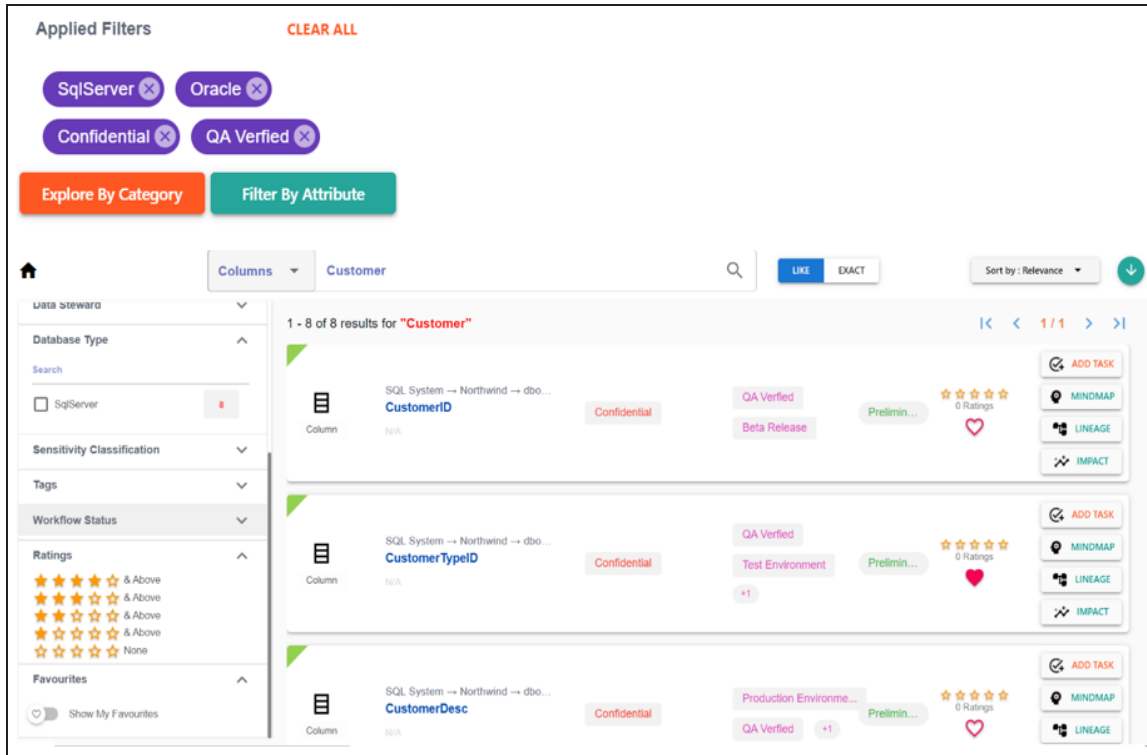 Applied Filters CLEAR ALL
SqlServer Oracle
Confidential QA Verfied
Explore By Category Filter By Attribute
Columns Customer LIKE EXACT Sort by : Relevance
Data Steward
Database Type
Search
SqlServer 8
Sensitivity Classification
Tags
Workflow Status
Ratings
& Above
& Above
& Above
& Above
None
Favourites
Show My Favourites
1 - 8 of 8 results for "Customer" 1 / 1
Column
SQL System → Northwind → dbo...
CustomerID
N/A
Confidential
QA Verfied
Beta Release
Prelimin...
0 Ratings
ADD TASK
MINDMAP
LINEAGE
IMPACT
Column
SQL System → Northwind → dbo...
CustomerTypeID
N/A
Confidential
QA Verfied
Test Environment
+1
Prelimin...
0 Ratings
ADD TASK
MINDMAP
LINEAGE
IMPACT
Column
SQL System → Northwind → dbo...
CustomerDesc
N/A
Confidential
Production Environme...
QA Verfied +1
Prelimin...
0 Ratings
ADD TASK
MINDMAP
LINEAGE